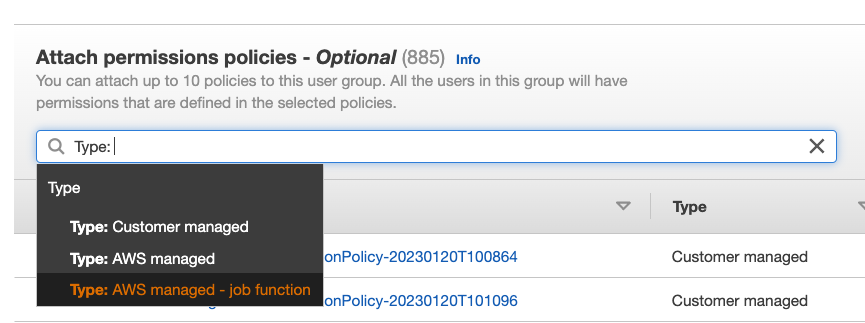 Attach permissions policies - Optional (885) Info
You can attach up to 10 policies to this user group. All the users in this group will have
permissions that are defined in the selected policies.
Type:
Type
Type
Type: Customer managed
Type: AWS managed
onPolicy-20230120T100864 Customer managed
Type: AWS managed - job function
onPolicy-20230120T101096 Customer managed